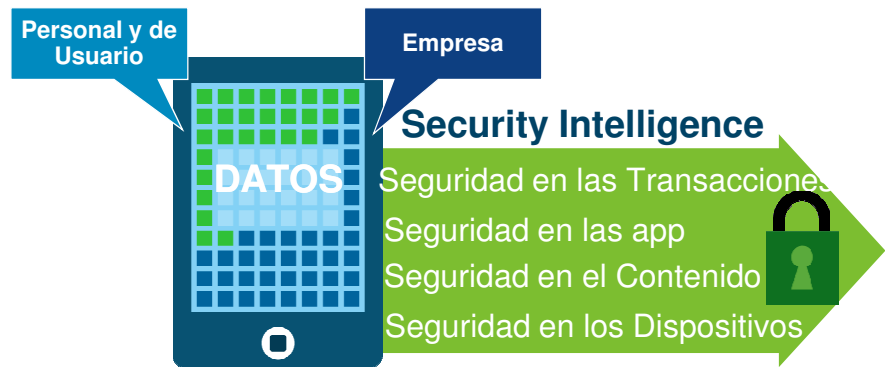 Personal y de
Usuario
Empresa
Security Intelligence
DATOS
Seguridad en las Transacciones
Seguridad en las app
Seguridad en el Contenido
Seguridad en los Dispositivos